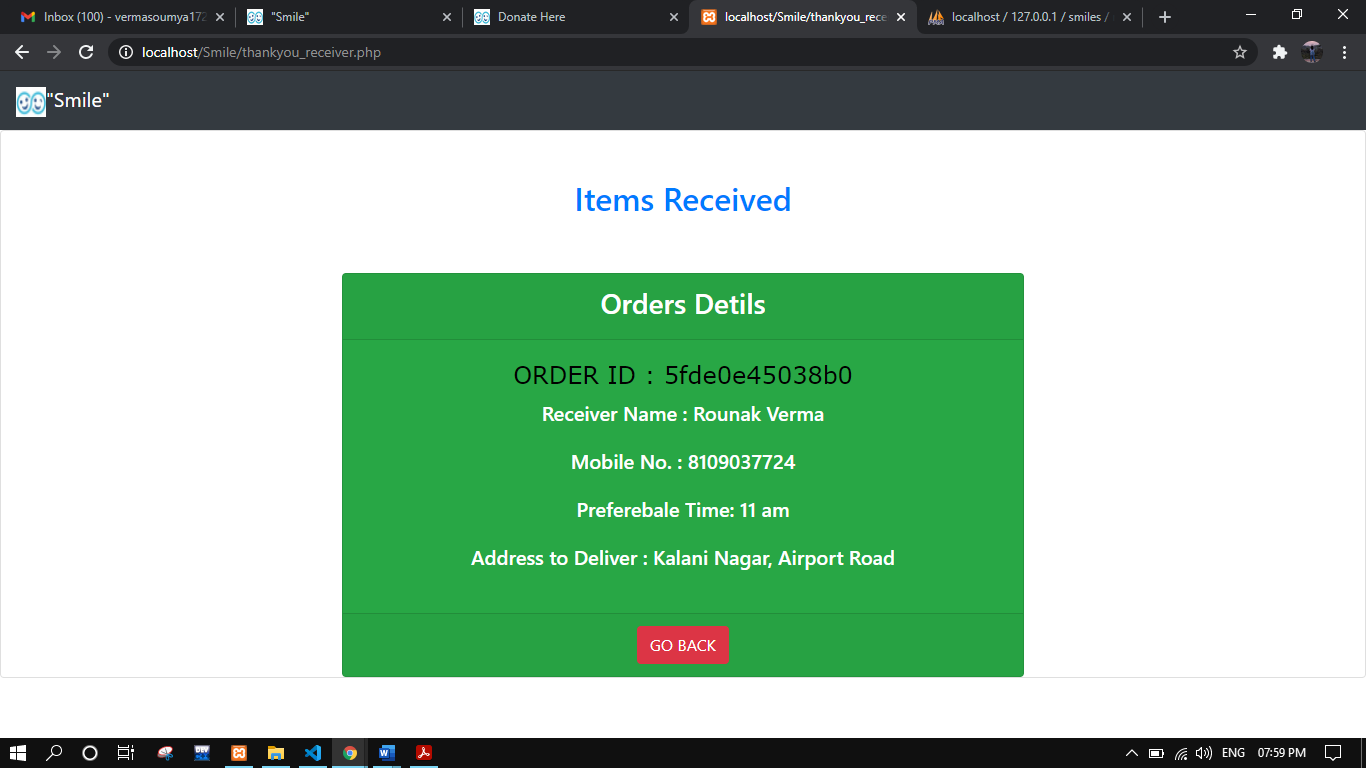 Inbox (100) - vermasoumya172
"Smile"
Donate Here
localhost/Smile/thankyou_rece
localhost / 127.0.0.1 / smiles /
localhost/Smile/thankyou_receiver.php
"Smile"
Items Received
Orders Detils
ORDER ID : 5fde0e45038b0
Receiver Name : Rounak Verma
Mobile No. : 8109037724
Preferebale Time: 11 am
Address to Deliver : Kalani Nagar, Airport Road
GO BACK
ENG
07:59 PM